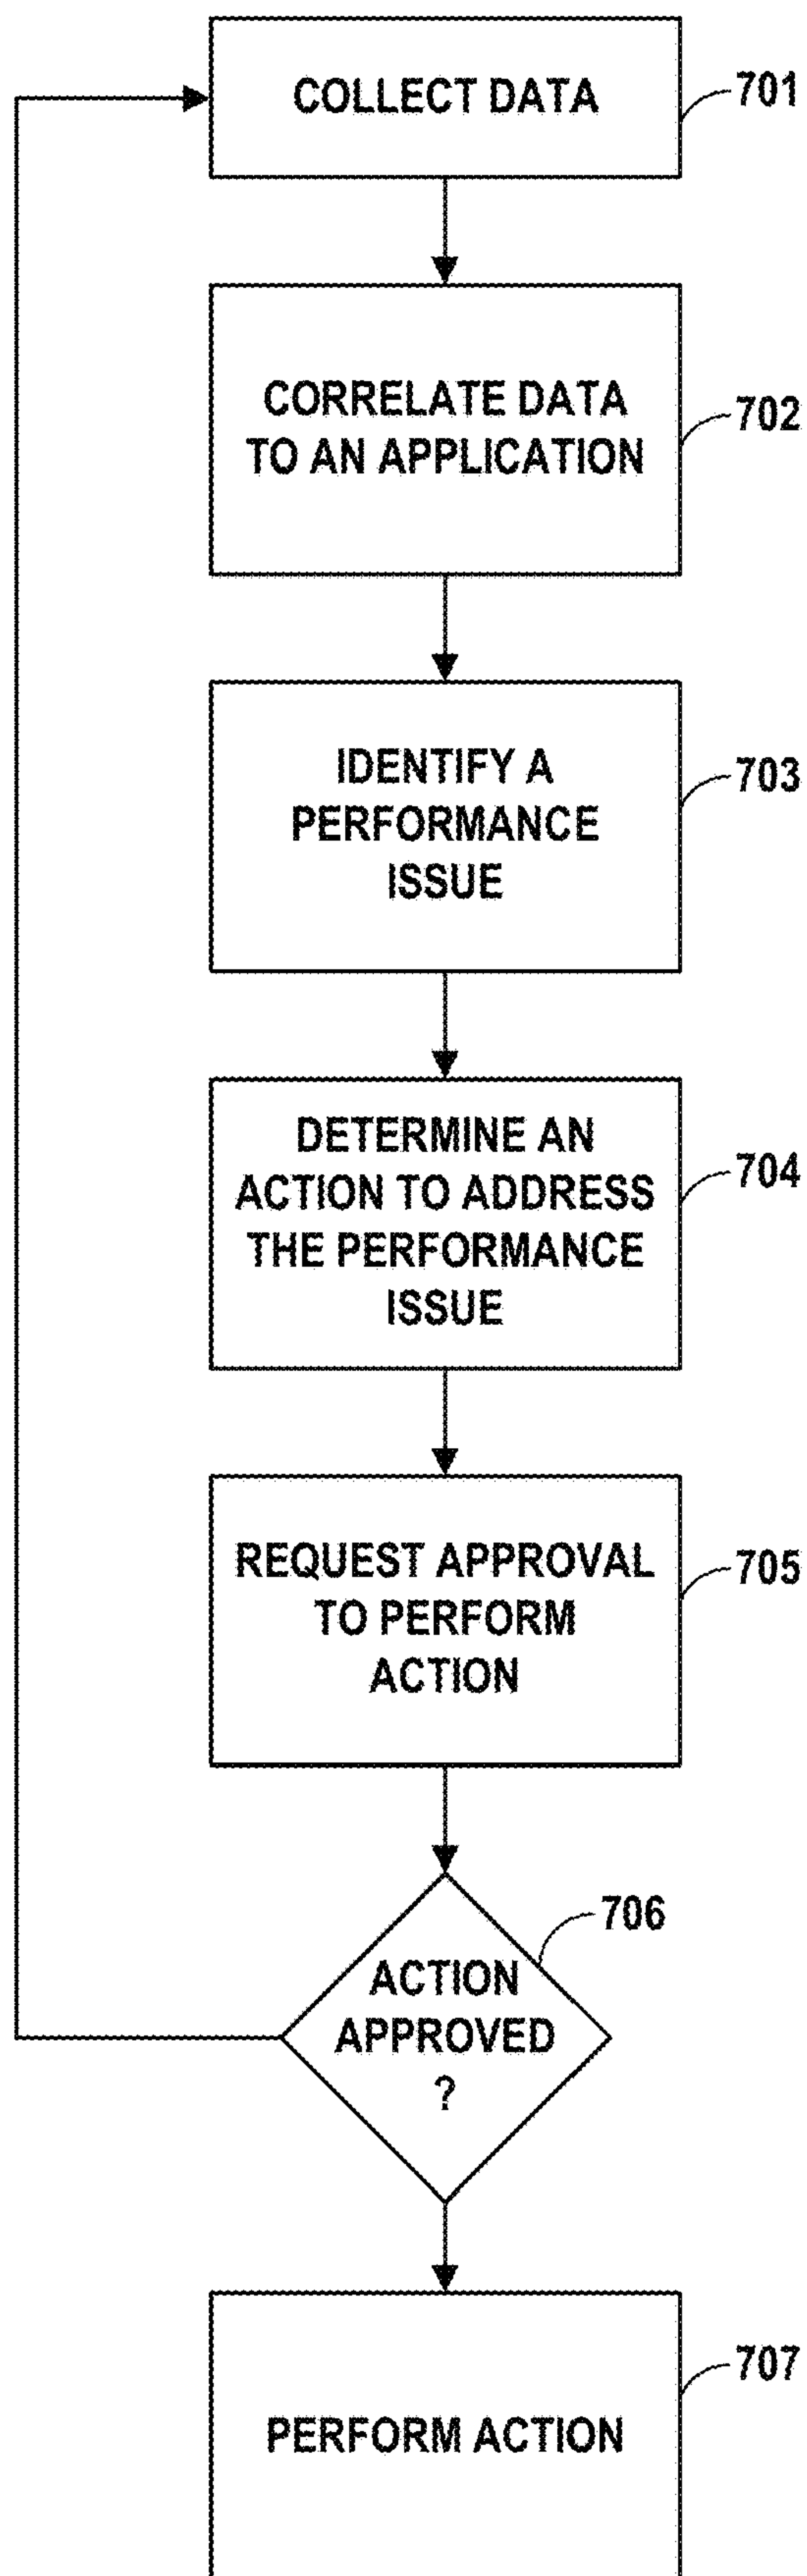 COLLECT DATA
701
CORRELATE DATA
TO AN APPLICATION
702
IDENTIFY A
PERFORMANCE
ISSUE
703
DETERMINE AN
ACTION TO ADDRESS
THE PERFORMANCE
ISSUE
704
REQUEST APPROVAL
TO PERFORM
ACTION
705
ACTION
APPROVED
?
706
PERFORM ACTION
707